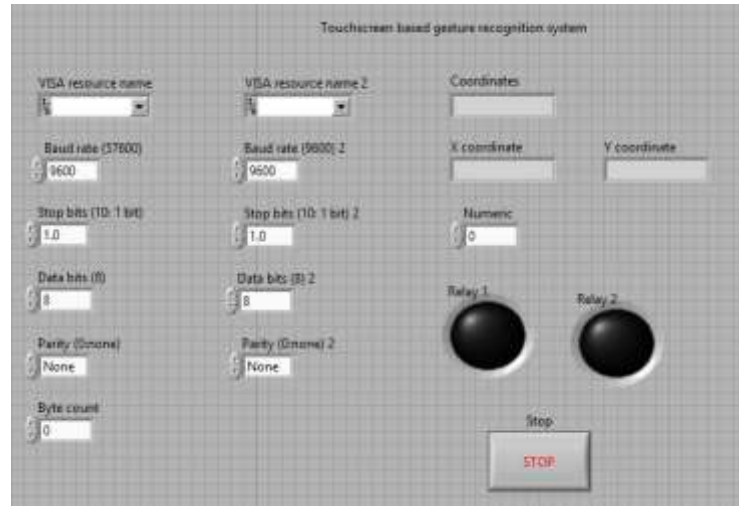 Touchscreen based gesture recognition system
VISA resource name
VISA resource name 2
Coordinates
Baud rate (57600)
Baud rate (9600) 2
X coordinate
Y coordinate
9600
9600
Stop bits (10: 1 bit)
Stop bits (10: 1 bit) 2
Numeric
1.0
1.0
0
Data bits (8)
Data bits (8) 2
8
8
Relay 1
Relay 2
Parity (0:none)
Parity (0:none) 2
None
None
Byte count
0
Stop
STOP